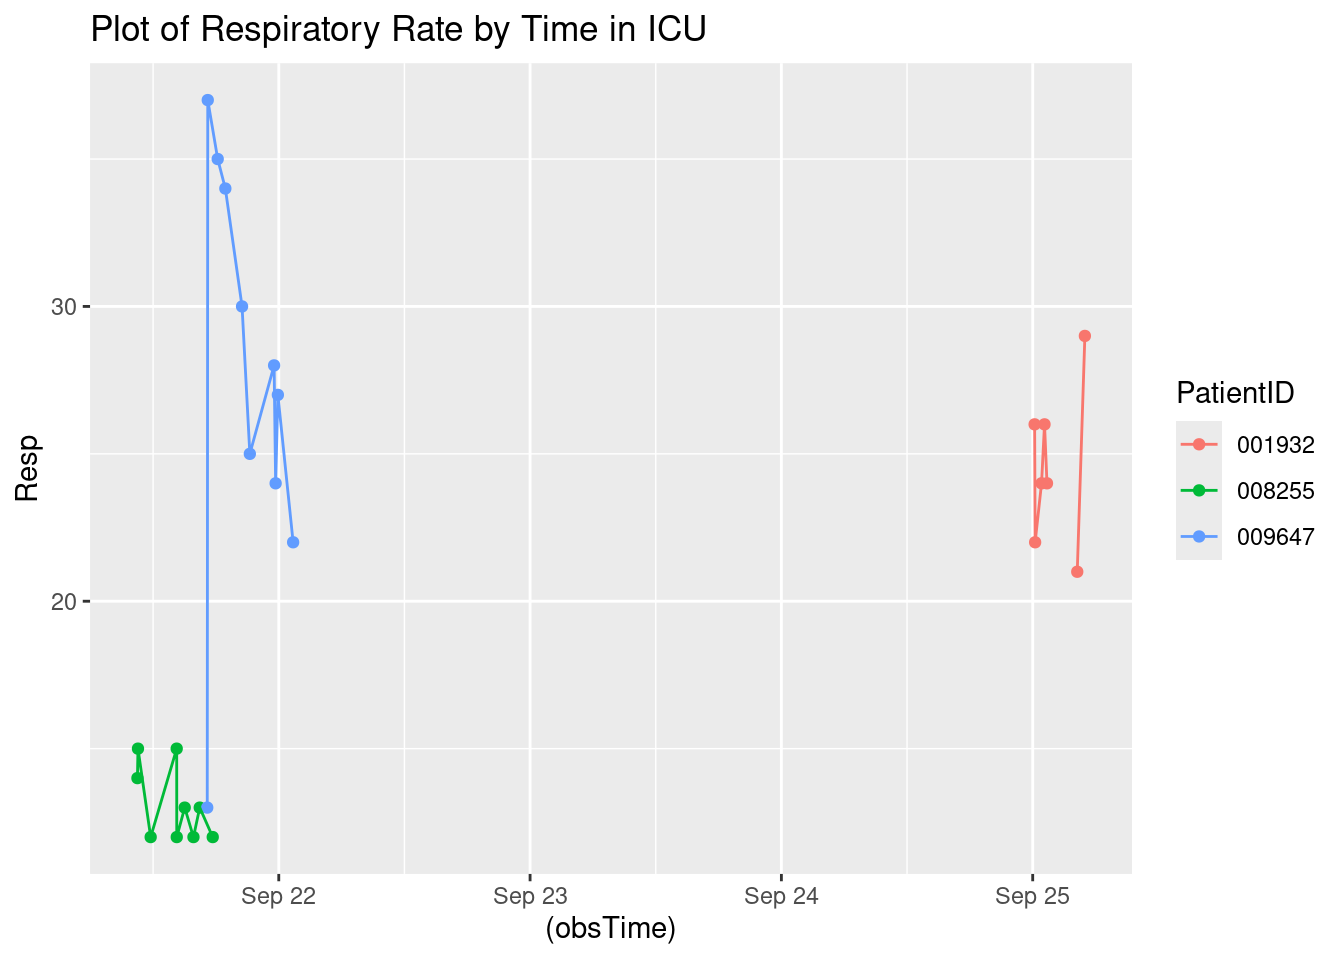 Plot of Respiratory Rate by Time in ICU
Resp
30
20
Sep 22
Sep 23
Sep 24
Sep 25
(obsTime)
PatientID
001932
008255
009647